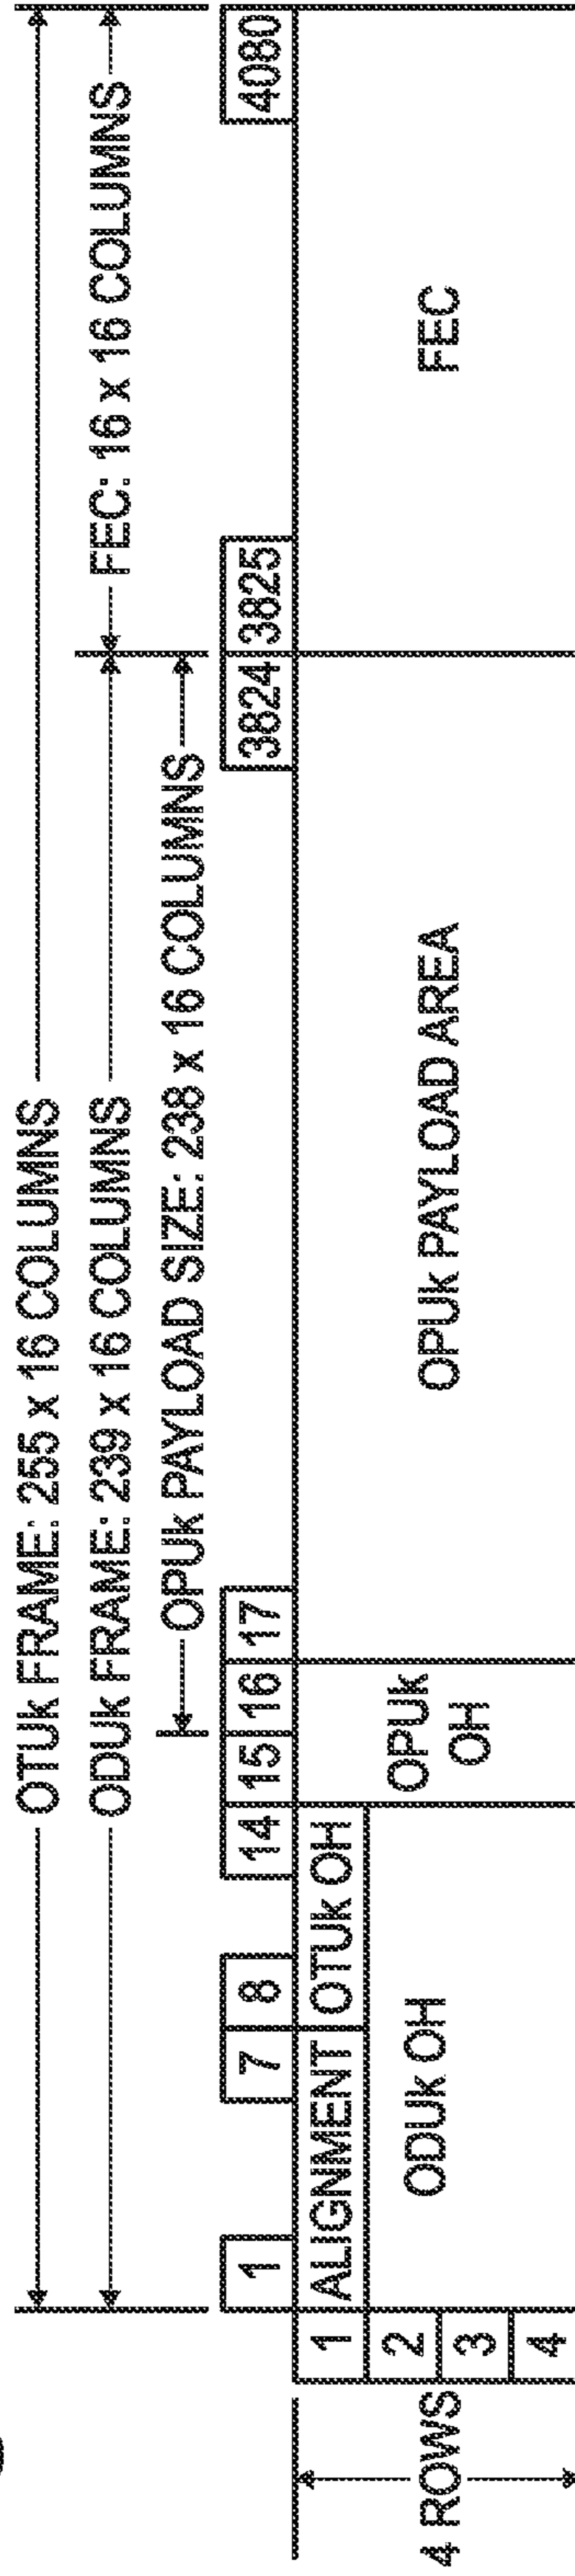 OTUK FRAME: 255 x 16 COLUMNS
ODUK FRAME: 239 x 16 COLUMNS
FEC: 16 x 16 COLUMNS
OPUK PAYLOAD SIZE: 238 x 16 COLUMNS
1 7 8 14 15 16 17 3824 3825 4080
4 ROWS
1 ALIGNMENT OTUK OH
2
3
4
ODUK OH
OPUK
OH
OPUK PAYLOAD AREA
FEC